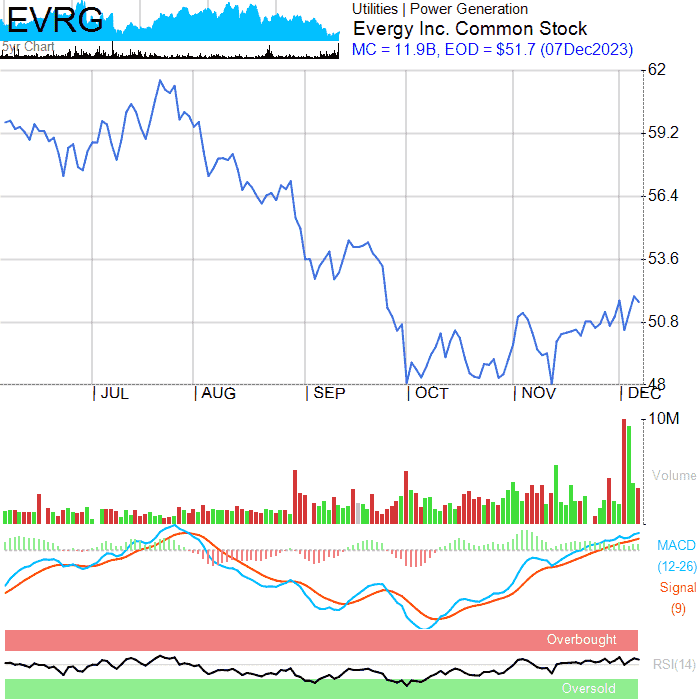 EVRG
5yr Chart
Utilities | Power Generation
Evergy Inc. Common Stock
MC = 11.9B, EOD = $51.7 (07Dec2023)
62
59.2
56.4
53.6
50.8
48
JUL
AUG
SEP
OCT
NOV
DEC
10M
Volume
MACD
(12-26)
Signal
(9)
Overbought
RSI(14)
Oversold